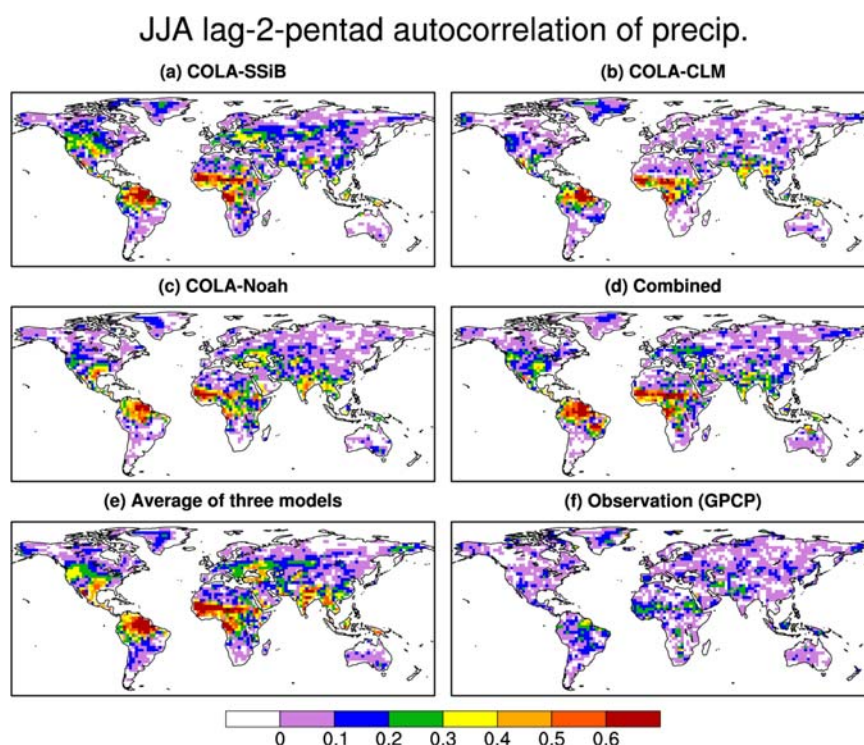 JJA lag-2-pentad autocorrelation of precip.
(a) COLA-SSiB
(b) COLA-CLM
(c) COLA-Noah
(d) Combined
(e) Average of three models
(f) Observation (GPCP)
0 0.1 0.2 0.3 0.4 0.5 0.6